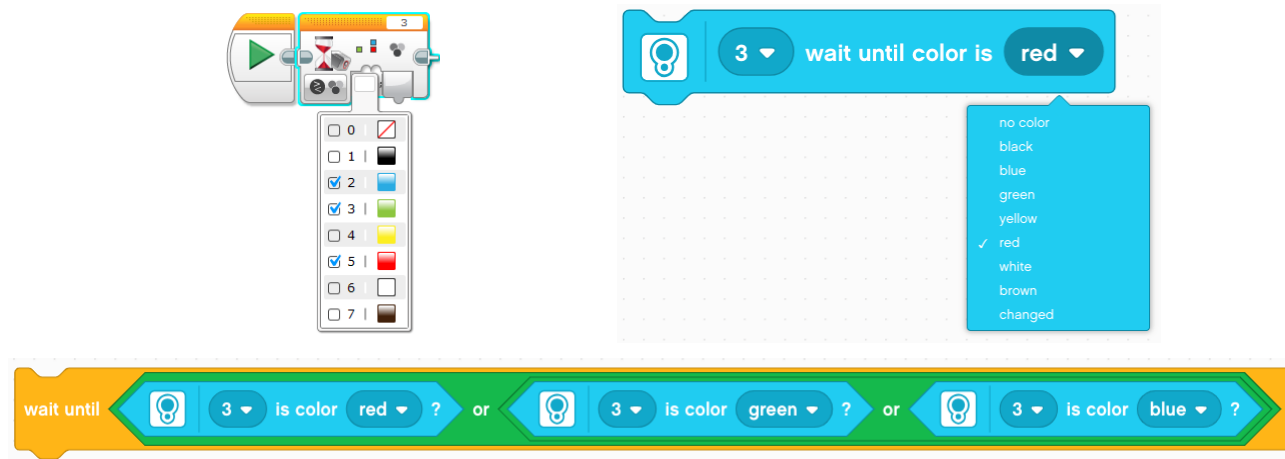 3
0
1
2
3
4
5
6
7
3 wait until color is red
no color
black
blue
green
yellow
red
white
brown
changed
wait until 3 is color red ? or 3 is color green ? or 3 is color blue ?